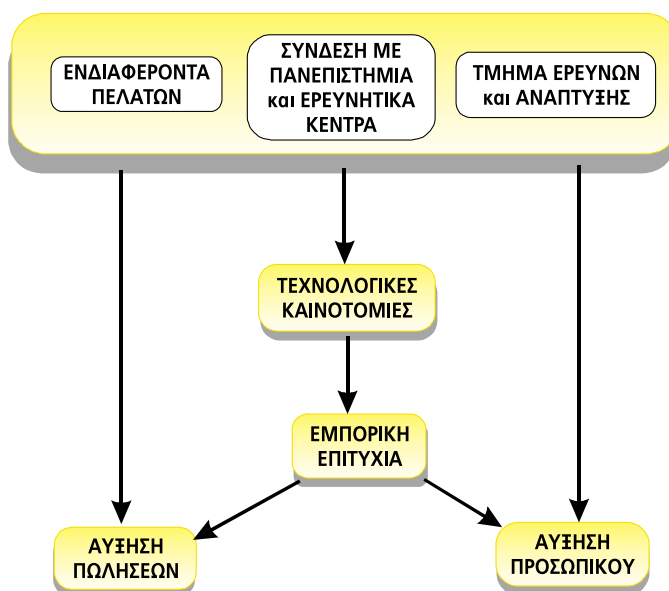 ΕΝΔΙΑΦΕΡΟΝΤΑ
ΠΕΛΑΤΩΝ
ΣΥΝΔΕΣΗ ΜΕ
ΠΑΝΕΠΙΣΤΗΜΙΑ
και ΕΡΕΥΝΗΤΙΚΑ
ΚΕΝΤΡΑ
ΤΜΗΜΑ ΕΡΕΥΝΩΝ
και ΑΝΑΠΤΥΞΗΣ
ΤΕΧΝΟΛΟΓΙΚΕΣ
ΚΑΙΝΟΤΟΜΙΕΣ
ΕΜΠΟΡΙΚΗ
ΕΠΙΤΥΧΙΑ
ΑΥΞΗΣΗ
ΠΩΛΗΣΕΩΝ
ΑΥΞΗΣΗ
ΠΡΟΣΩΠΙΚΟΥ